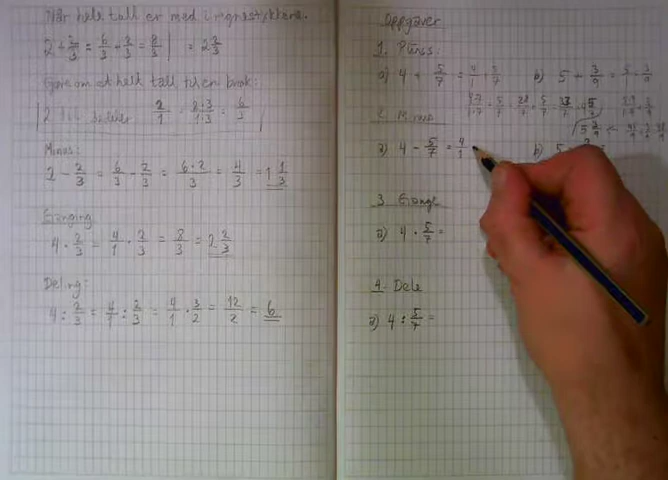 Når hele tall er med i regnestykkene.
2 + 2/3 = 6/3 + 2/3 = 8/3 | = 2 2/3
Gjøre om et helt tall til en brøk:
2/1 = 6/3
Minus:
2 - 2/3 = 6/3 - 2/3 = 6-2/3 = 4/3 = 1 1/3
Ganging
4 · 2/3 = 4/1 · 2/3 = 8/3 = 2 2/3
Deling:
4 : 2/3 = 4/1 : 2/3 = 4/1 · 3/2 = 12/2 = 6
Oppgaver
1. Pluss:
a) 4 + 5/7 = 4/1 + 5/7 b) 5 + 3/9 = 5/1 + 3/9
2. Minus
a) 4 - 5/7 = 4/1 b) 5
3. Gange
a) 4 · 5/7 =
4. Dele
a) 4 : 5/7 =